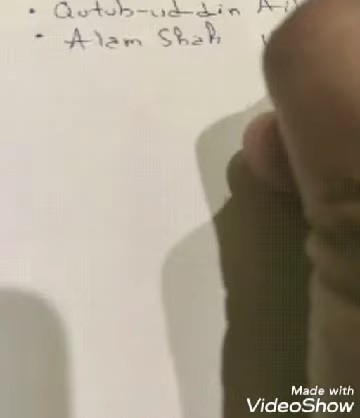 • Qutub-ud-din
• Alam Shah
Made with
VideoShow